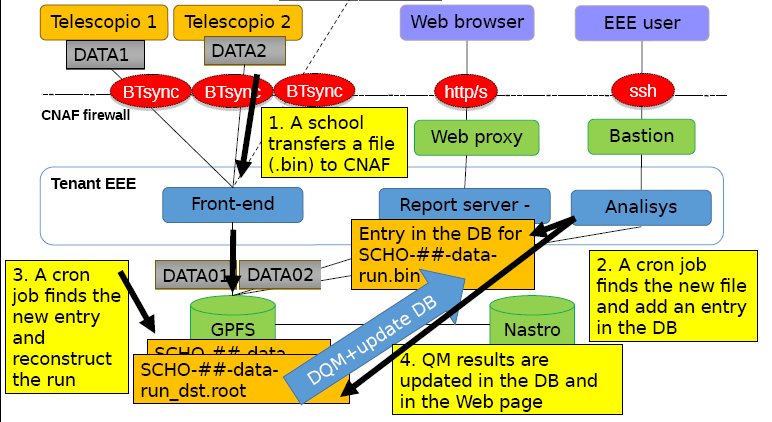 Telescopio 1
Telescopio 2
Web browser
EEE user
DATA1
DATA2
BTsync
BTsync
BTsync
http/s
ssh
CNAF firewall
1. A school
transfers a file
(.bin) to CNAF
Web proxy
Bastion
Tenant EEE
Front-end
Report server -
Analisys
Entry in the DB for
SCHO-##-data-
run.bin
2. A cron job
finds the new file
and add an entry
in the DB
3. A cron
job finds the
new entry
and
reconstruct
the run
DATA01
DATA02
GPFS
Nastro
DQM+update DB
SCHO-##-data-
SCHO-##-data-
run_dst.root
4. QM results are
updated in the DB and
in the Web page